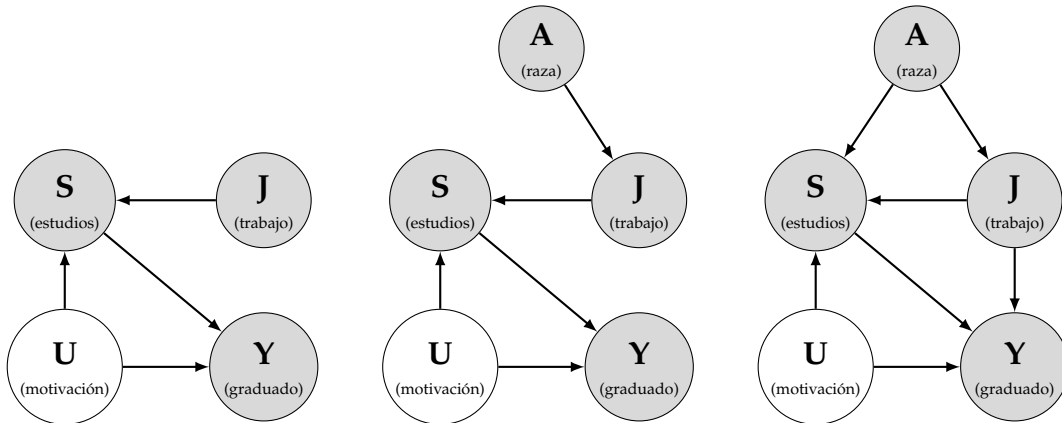 A
(raza)
A
(raza)
S
(estudios)
J
(trabajo)
S
(estudios)
J
(trabajo)
S
(estudios)
J
(trabajo)
U
(motivación)
Y
(graduado)
U
(motivación)
Y
(graduado)
U
(motivación)
Y
(graduado)